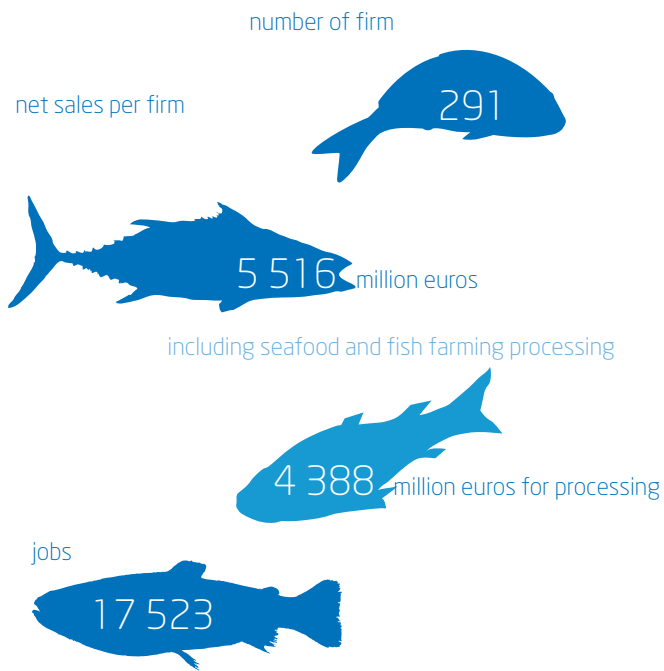 number of firm
291
net sales per firm
5 516 million euros
including seafood and fish farming processing
4 388 million euros for processing
jobs
17 523